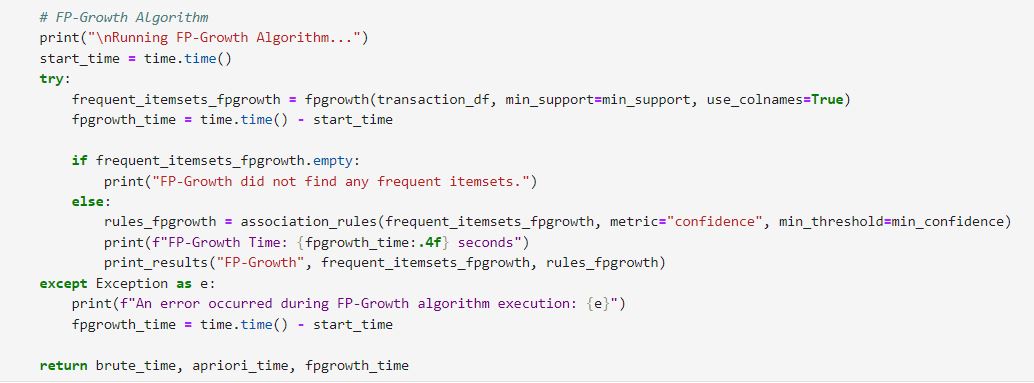 # FP-Growth Algorithm
print("\nRunning FP-Growth Algorithm...")
start_time = time.time()
try:
    frequent_itemsets_fpgrowth = fpgrowth(transaction_df, min_support=min_support, use_colnames=True)
    fpgrowth_time = time.time() - start_time

    if frequent_itemsets_fpgrowth.empty:
        print("FP-Growth did not find any frequent itemsets.")
    else:
        rules_fpgrowth = association_rules(frequent_itemsets_fpgrowth, metric="confidence", min_threshold=min_confidence)
        print(f"FP-Growth Time: {fpgrowth_time:.4f} seconds")
        print_results("FP-Growth", frequent_itemsets_fpgrowth, rules_fpgrowth)
except Exception as e:
    print(f"An error occurred during FP-Growth algorithm execution: {e}")
    fpgrowth_time = time.time() - start_time

return brute_time, apriori_time, fpgrowth_time